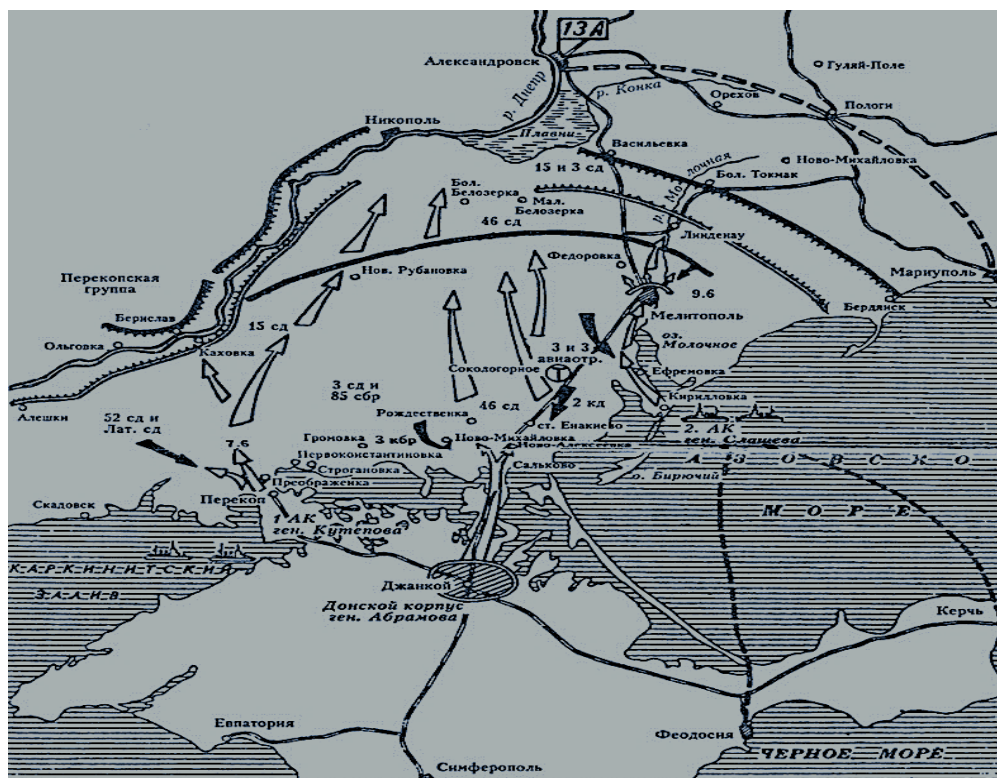 13А
Александровск
Гуляй-Поле
р. Днепр
р. Конка
Орехов
Пологи
Никополь
Плавни
Васильевка
15 и 3 сд
Ново-Михайловка
Бол. Токмак
р. Молочная
Бол.
Белозерка
Мал.
Белозерка
46 сд
Линденау
Федоровка
Перекопская
группа
Нов. Рубановка
Мариуполь
9.6
Бердянск
Берислав
Мелитополь
15 сд
Ольговка
Каховка
оз.
Молочное
3 и 3
авиаотр.
Сокологорное
Т
Ефремовка
3 сд и
85 сбр
Кирилловка
Алешки
46 сд
2 кд
Рождественка
52 сд и
Лат. сд
ст. Енакиево
2. АК
ген. Слащева
7.6
Громовка
3 кбр
Ново-Михайловка
Ново-Алексеевка
Первоконстантиновка
АЗОВСКО
Строгановка
Сальково
Преображенка
о. Бирючий
Скадовск
Перекоп
МОРЕ
1 АК
ген. Кутепова
КАРКИНИТСКИЙ
ЗАЛИВ
Джанкой
Донской корпус
ген. Абрамова
Керчь
Евпатория
Феодосия
ЧЕРНОЕ МОРЕ
Симферополь